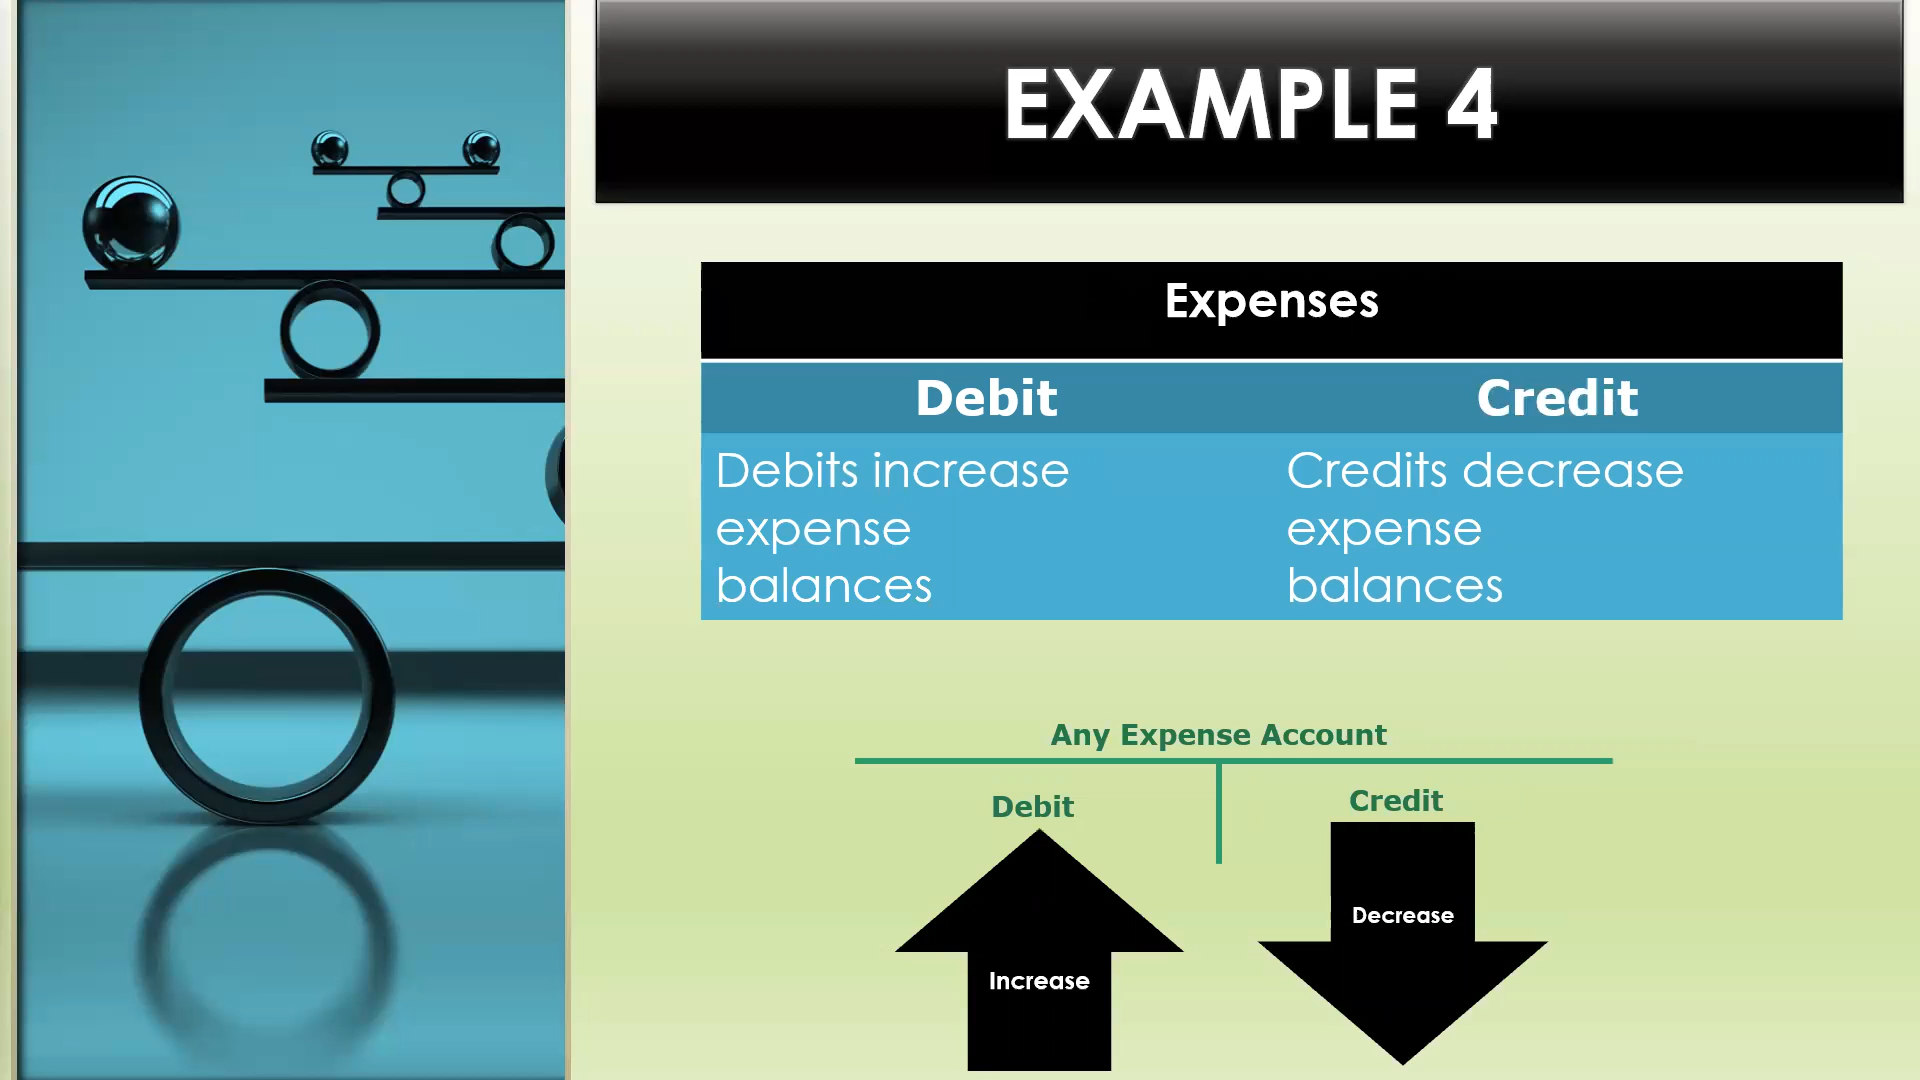 EXAMPLE 4
Expenses
Debit
Credit
Debits increase
expense
balances
Credits decrease
expense
balances
Any Expense Account
Debit
Credit
Increase
Decrease